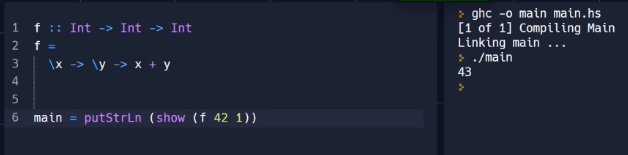 1 f :: Int -> Int -> Int
2 f =
3 \x -> \y -> x + y
4
5
6 main = putStrLn (show (f 42 1))
ghc -o main main.hs
[1 of 1] Compiling Main
Linking main ...
./main
43